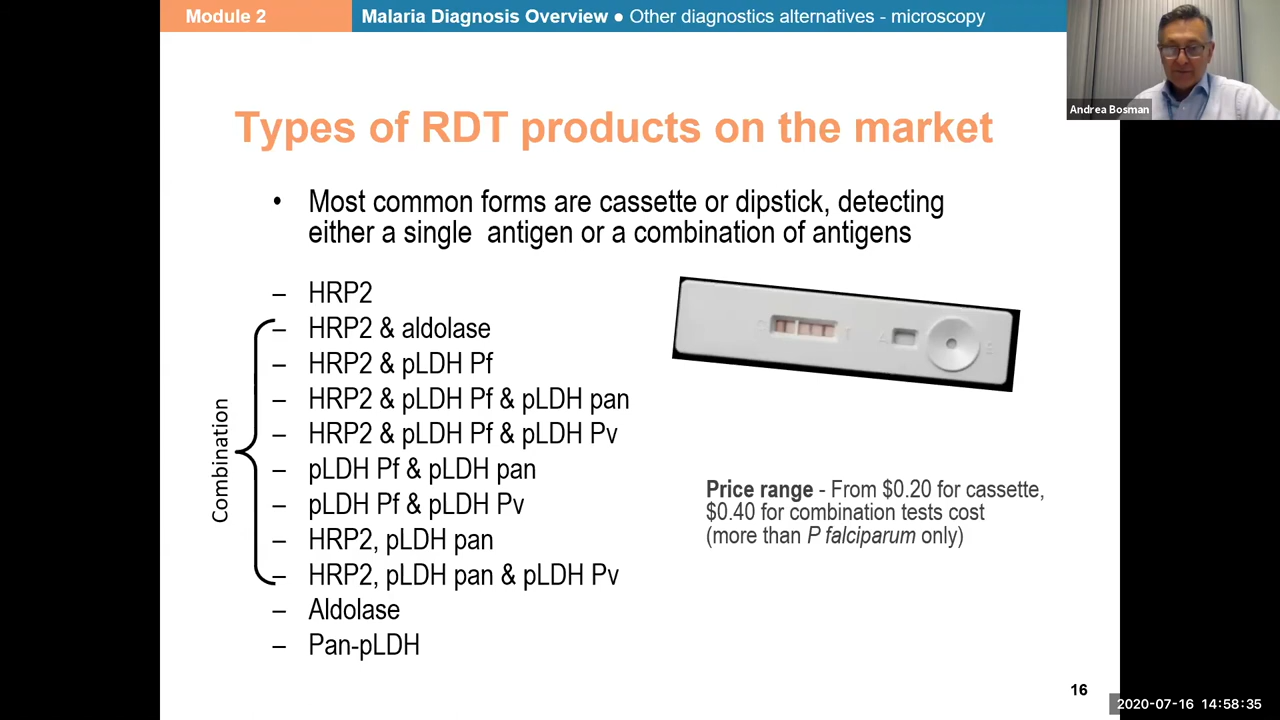 Module 2
Malaria Diagnosis Overview ● Other diagnostics alternatives - microscopy
Andrea Bosman
Types of RDT products on the market
• Most common forms are cassette or dipstick, detecting
either a single antigen or a combination of antigens
– HRP2
– HRP2 & aldolase
– HRP2 & pLDH Pf
– HRP2 & pLDH Pf & pLDH pan
– HRP2 & pLDH Pf & pLDH Pv
– pLDH Pf & pLDH pan
– pLDH Pf & pLDH Pv
– HRP2, pLDH pan
– HRP2, pLDH pan & pLDH Pv
– Aldolase
– Pan-pLDH
Combination
Price range - From $0.20 for cassette,
$0.40 for combination tests cost
(more than P falciparum only)
16
2020-07-16 14:58:35